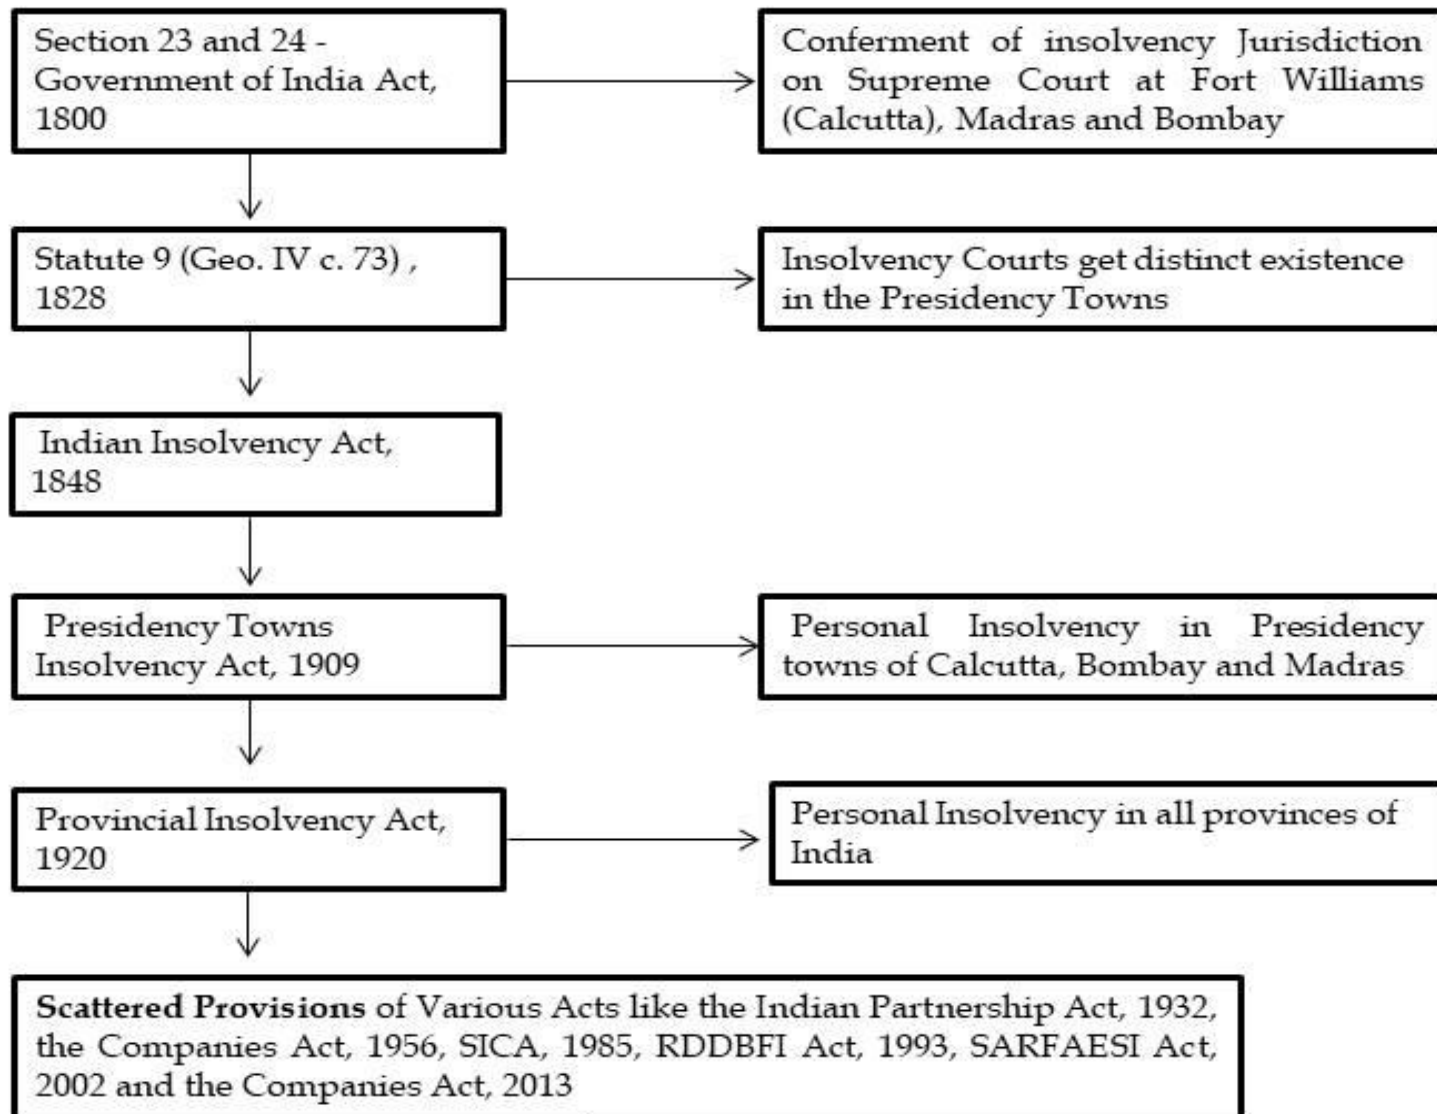 Section 23 and 24 -
Government of India Act,
1800
Conferment of insolvency Jurisdiction
on Supreme Court at Fort Williams
(Calcutta), Madras and Bombay
Statute 9 (Geo. IV c. 73) ,
1828
Insolvency Courts get distinct existence
in the Presidency Towns
Indian Insolvency Act,
1848
Presidency Towns
Insolvency Act, 1909
Personal Insolvency in Presidency
towns of Calcutta, Bombay and Madras
Provincial Insolvency Act,
1920
Personal Insolvency in all provinces of
India
Scattered Provisions of Various Acts like the Indian Partnership Act, 1932,
the Companies Act, 1956, SICA, 1985, RDDBFI Act, 1993, SARFAESI Act,
2002 and the Companies Act, 2013